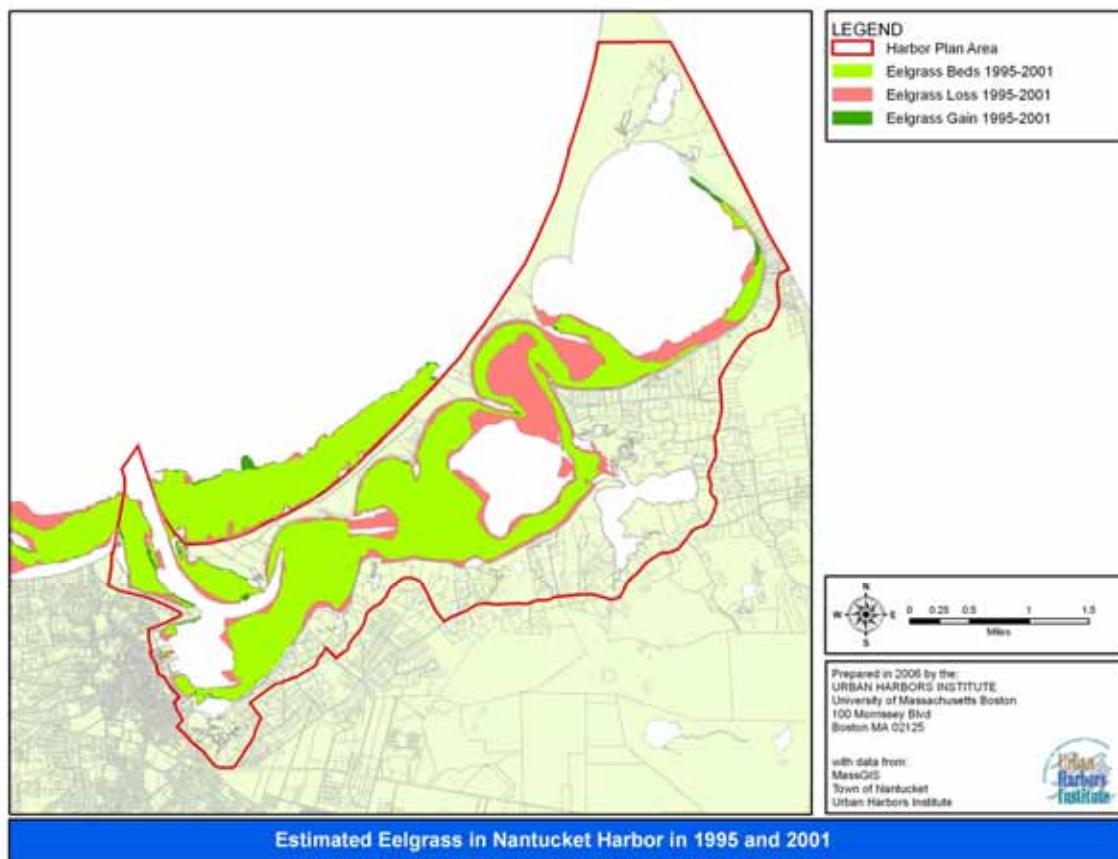 LEGEND
Harbor Plan Area
Eelgrass Beds 1995-2001
Eelgrass Loss 1995-2001
Eelgrass Gain 1995-2001
N
W E
S
0 0.25 0.5 1 1.5
Miles
Prepared in 2006 by the:
URBAN HARBORS INSTITUTE
University of Massachusetts Boston
100 Morrissey Blvd
Boston MA 02125
with data from:
MassGIS
Town of Nantucket
Urban Harbors Institute
Urban
Harbors
Institute
Estimated Eelgrass in Nantucket Harbor in 1995 and 2001